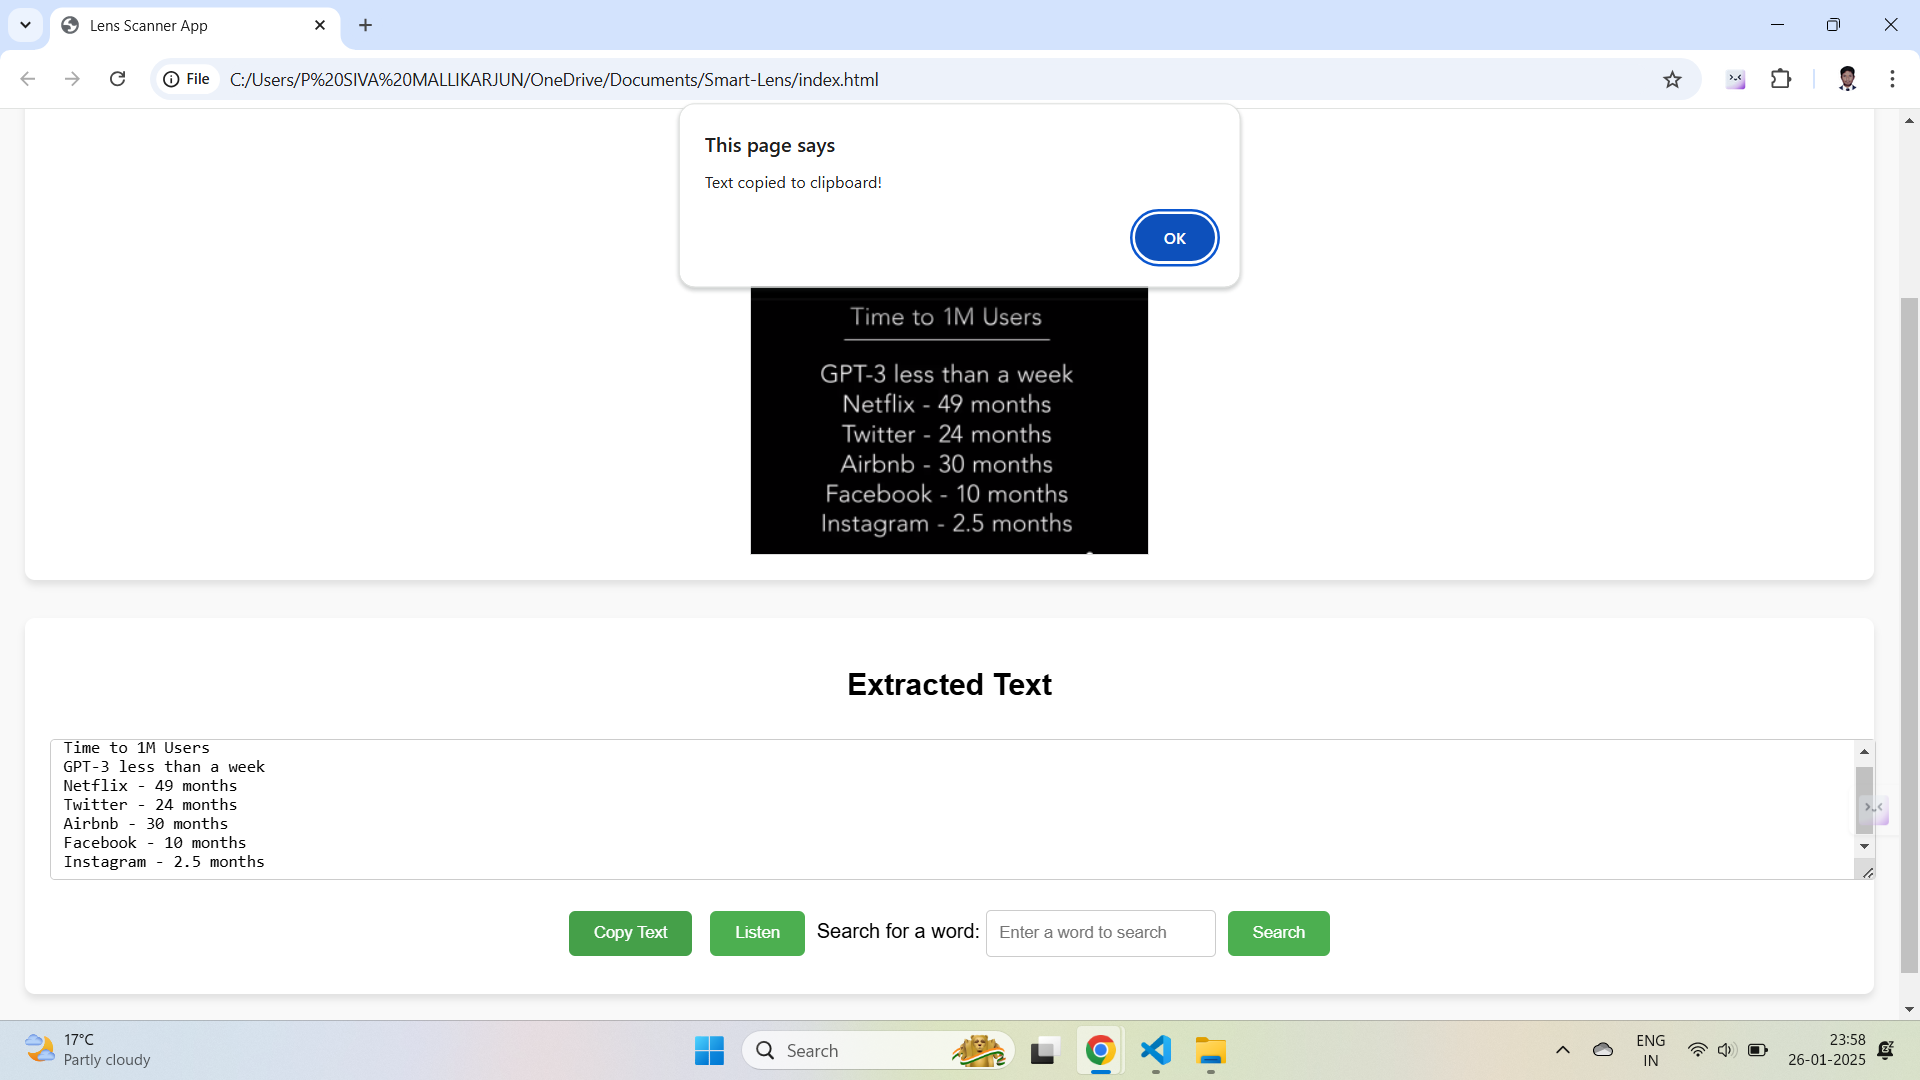 Lens Scanner App
File
C:/Users/P%20SIVA%20MALLIKARJUN/OneDrive/Documents/Smart-Lens/index.html
This page says
Text copied to clipboard!
OK
Time to 1M Users
GPT-3 less than a week
Netflix - 49 months
Twitter - 24 months
Airbnb - 30 months
Facebook - 10 months
Instagram - 2.5 months
Extracted Text
Time to 1M Users
GPT-3 less than a week
Netflix - 49 months
Twitter - 24 months
Airbnb - 30 months
Facebook - 10 months
Instagram - 2.5 months
Copy Text
Listen
Search for a word:
Enter a word to search
Search
17°C
Partly cloudy
Search
ENG
IN
23:58
26-01-2025